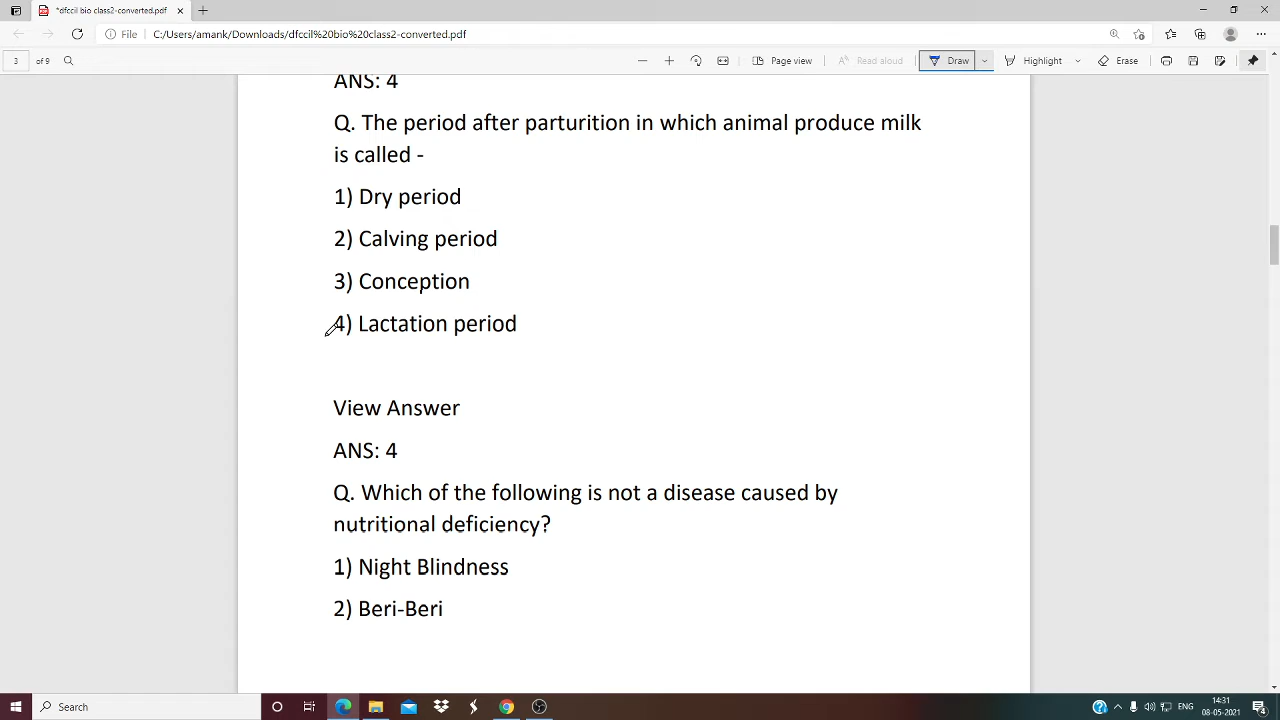 *dfccil bio class2-converted.pdf
File
C:/Users/amank/Downloads/dfccil%20bio%20class2-converted.pdf
3 of 9
Page view
Read aloud
Draw
Highlight
Erase
ANS: 4
Q. The period after parturition in which animal produce milk
is called -
1) Dry period
2) Calving period
3) Conception
4) Lactation period
View Answer
ANS: 4
Q. Which of the following is not a disease caused by
nutritional deficiency?
1) Night Blindness
2) Beri-Beri
Search
ENG
14:31
08-05-2021